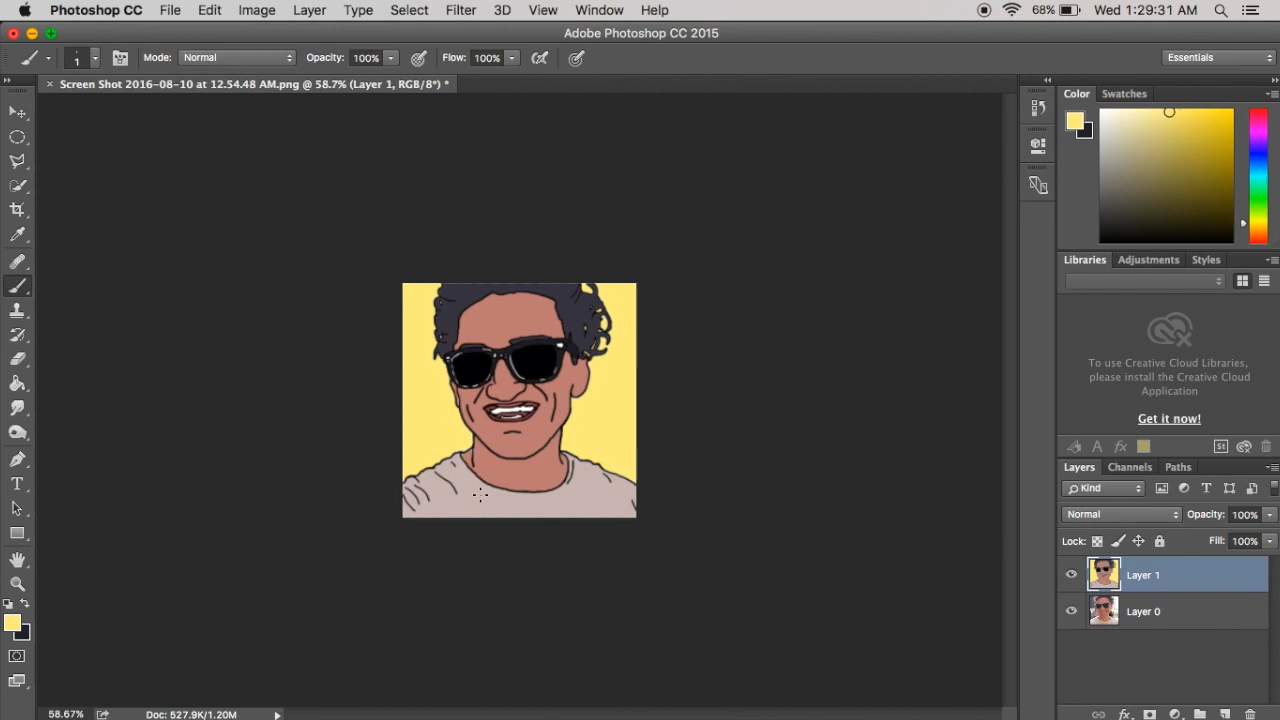 Photoshop CC File Edit Image Layer Type Select Filter 3D View Window Help 68% Wed 1:29:31 AM
Adobe Photoshop CC 2015
1 Mode: Normal Opacity: 100% Flow: 100% Essentials
× Screen Shot 2016-08-10 at 12.54.48 AM.png @ 58.7% (Layer 1, RGB/8*) *
Color Swatches
Libraries Adjustments Styles
To use Creative Cloud Libraries,
please install the Creative Cloud
Application
Get it now!
Layers Channels Paths
Kind
Normal Opacity: 100%
Lock: Fill: 100%
Layer 1
Layer 0
58.67% Doc: 527.9K/1.20M